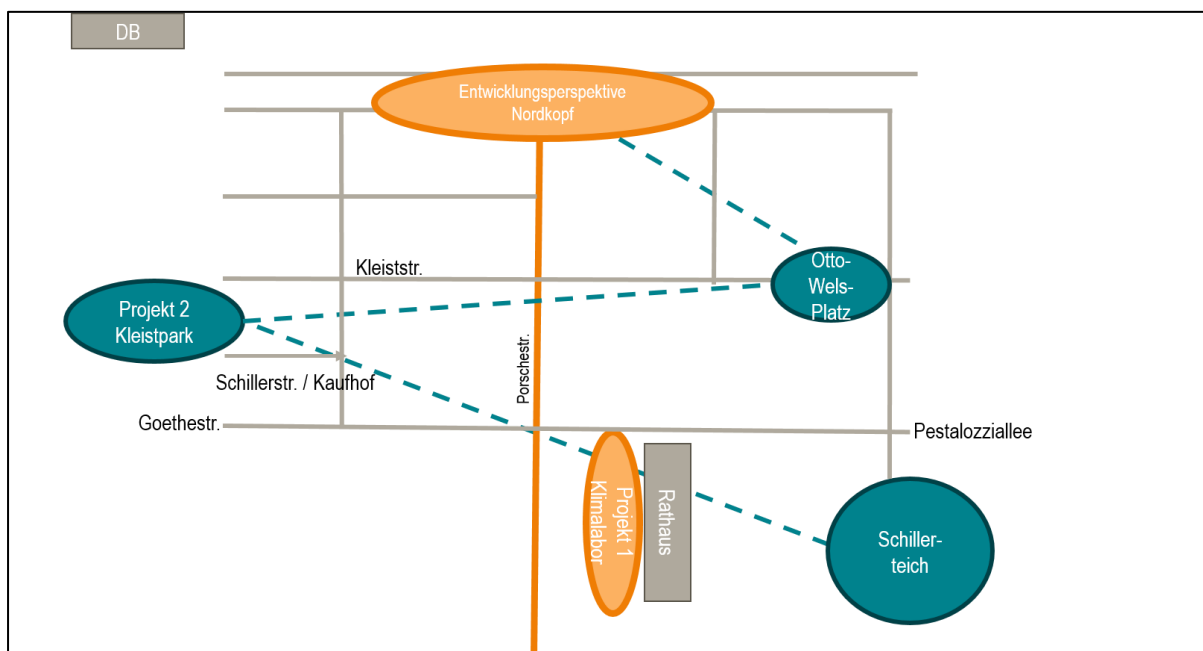 DB
Entwicklungsperspektive
Nordkopf
Kleiststr.
Otto-
Wels-
Platz
Projekt 2
Kleistpark
Porschestr.
Schillerstr. / Kaufhof
Goethestr.
Pestalozziallee
Projekt 1
Klimalabor
Rathaus
Schiller-
teich